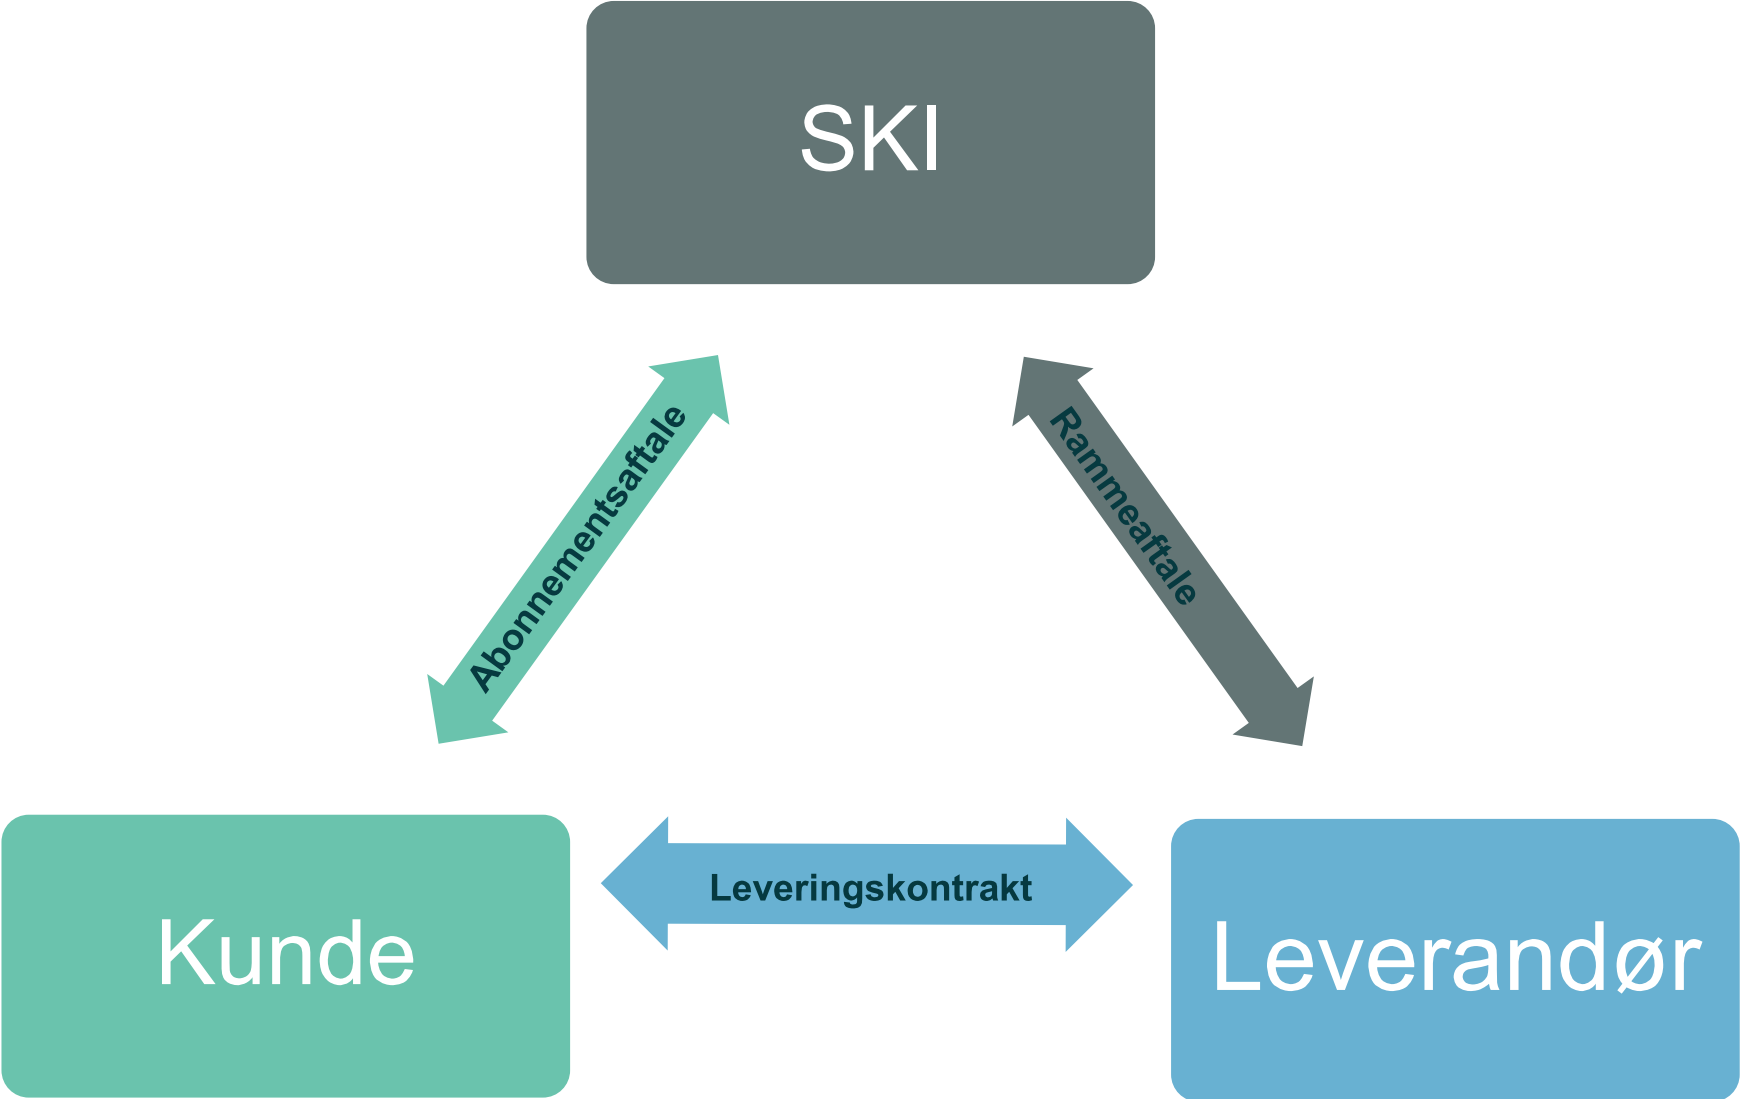 SKI
Abonnementsaftale
Rammeaftale
Leveringskontrakt
Kunde
Leverandør